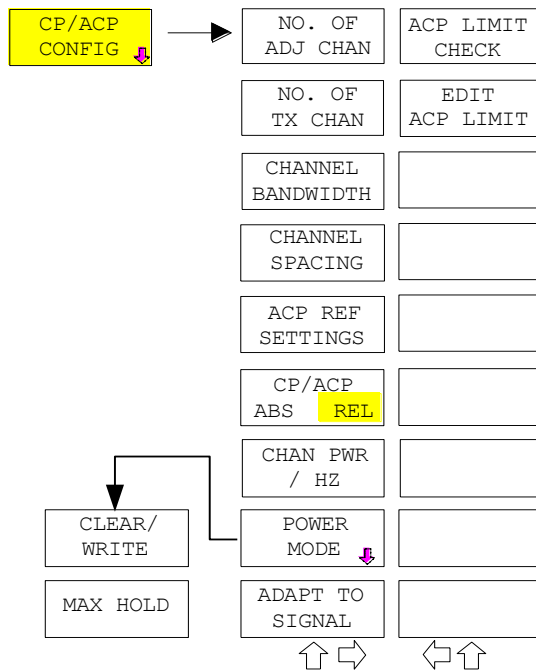 CP/ACP
CONFIG
NO. OF
ADJ CHAN
ACP LIMIT
CHECK
NO. OF
TX CHAN
EDIT
ACP LIMIT
CHANNEL
BANDWIDTH
CHANNEL
SPACING
ACP REF
SETTINGS
CP/ACP
ABS REL
CHAN PWR
/ HZ
CLEAR/
WRITE
POWER
MODE
MAX HOLD
ADAPT TO
SIGNAL